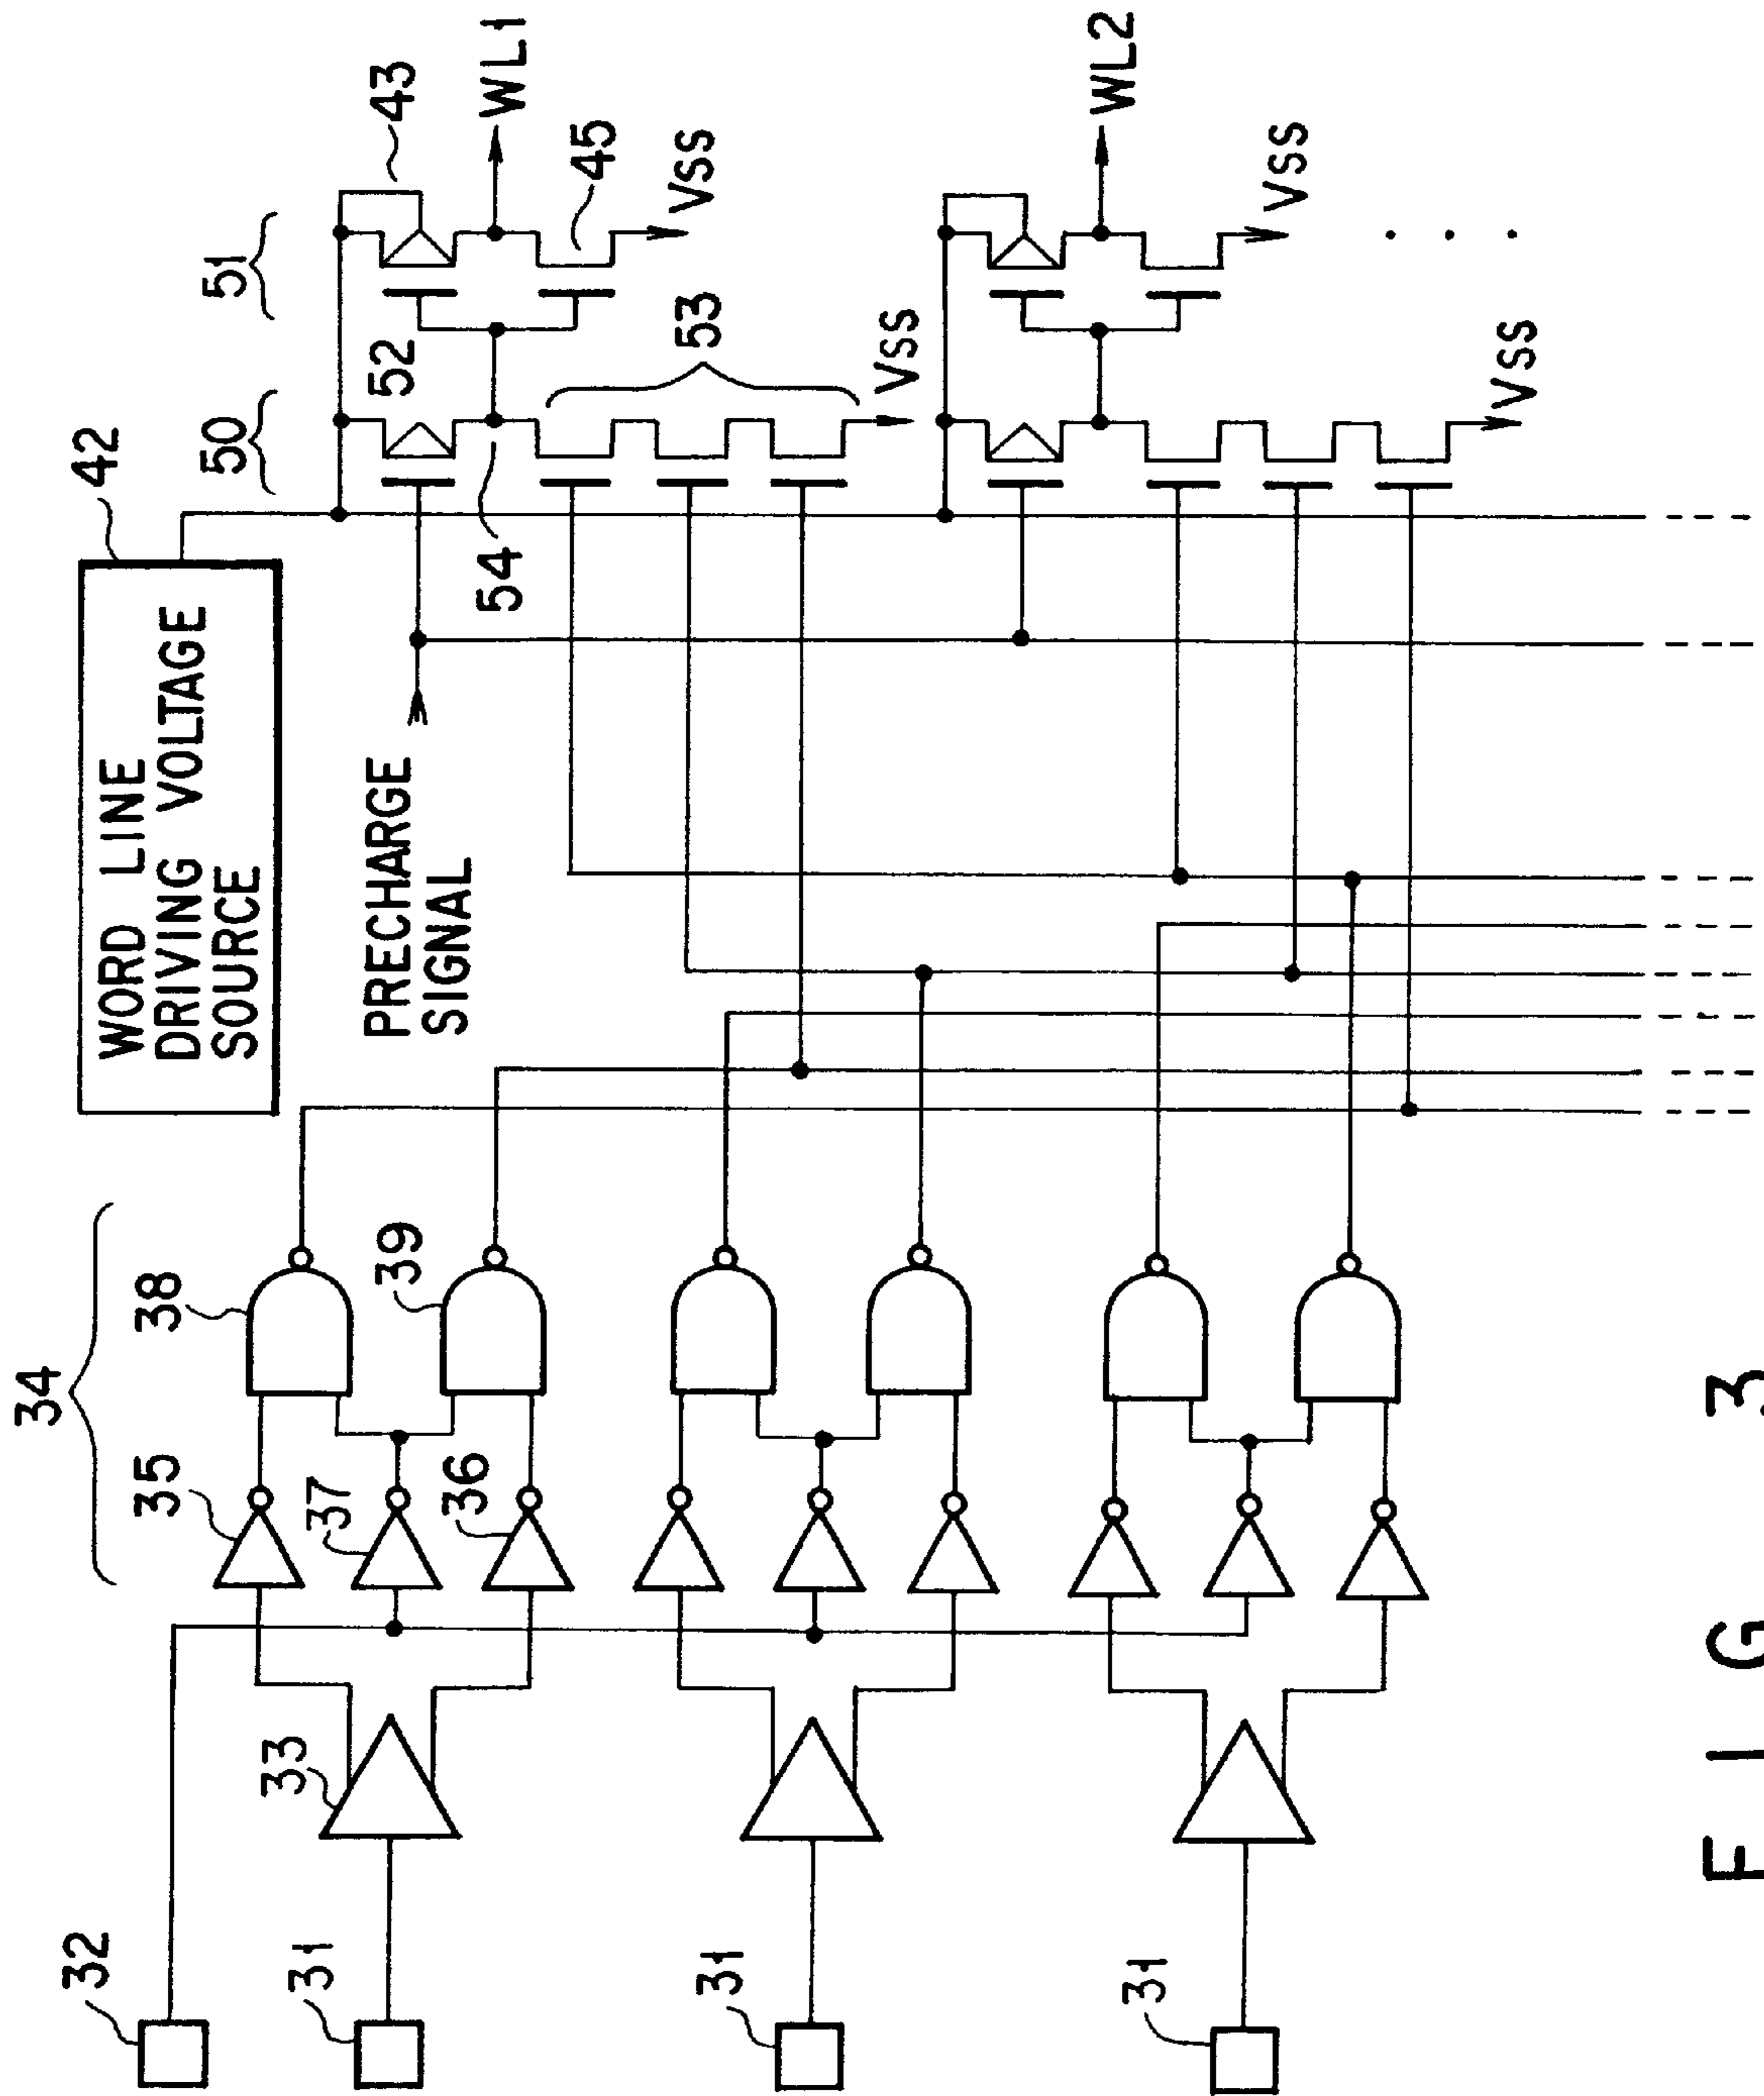 34
35
38
37
39
36
33
32
31
31
31
WORD LINE
DRIVING VOLTAGE
SOURCE
42
PRECHARGE
SIGNAL
50
51
52
43
WL1
45
VSS
54
53
VSS
WL2
VSS
VSS
FIG 3